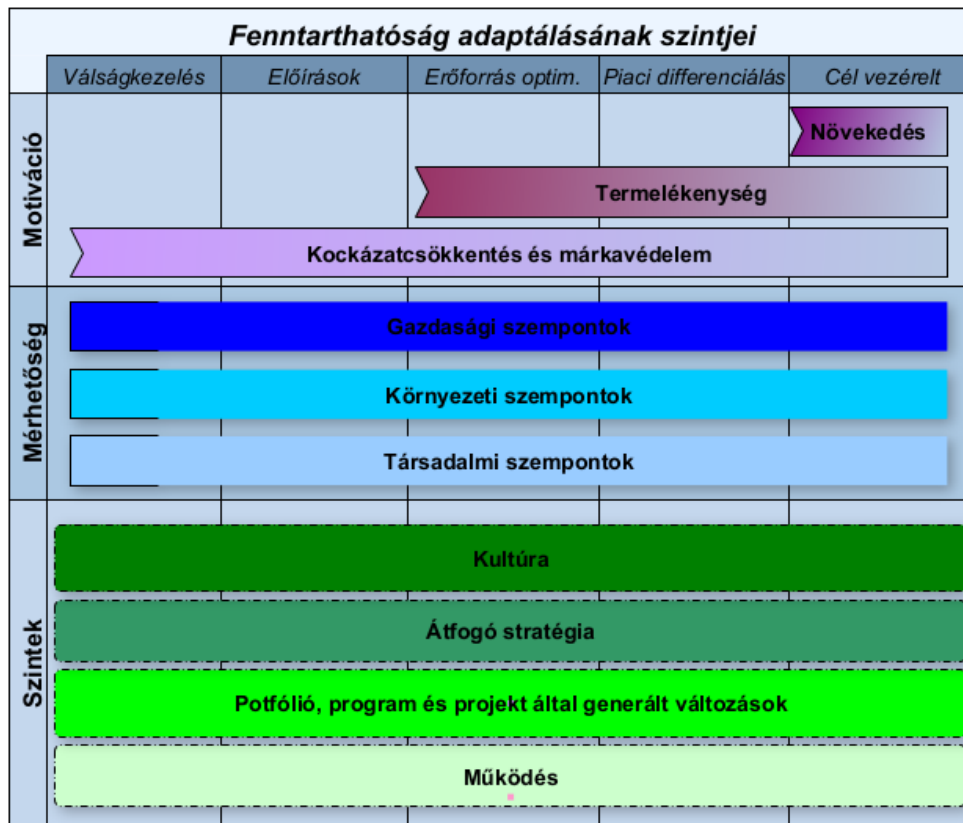 Fenntarthatóság adaptálásának szintjei
Válságkezelés Előírások Erőforrás optim. Piaci differenciálás Cél vezérelt
Motiváció
Növekedés
Termelékenység
Kockázatcsökkentés és márkavédelem
Mérhetőség
Gazdasági szempontok
Környezeti szempontok
Társadalmi szempontok
Szintek
Kultúra
Átfogó stratégia
Potfólió, program és projekt által generált változások
Működés